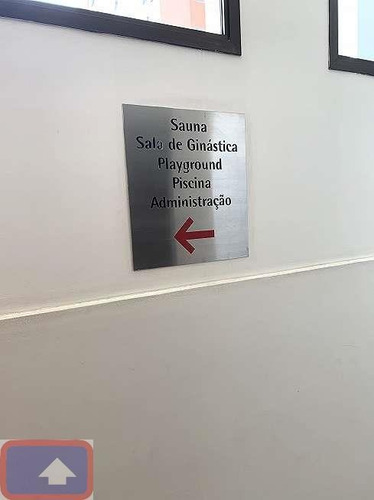 Sauna
Sala de Ginástica
Playground
Piscina
Administração